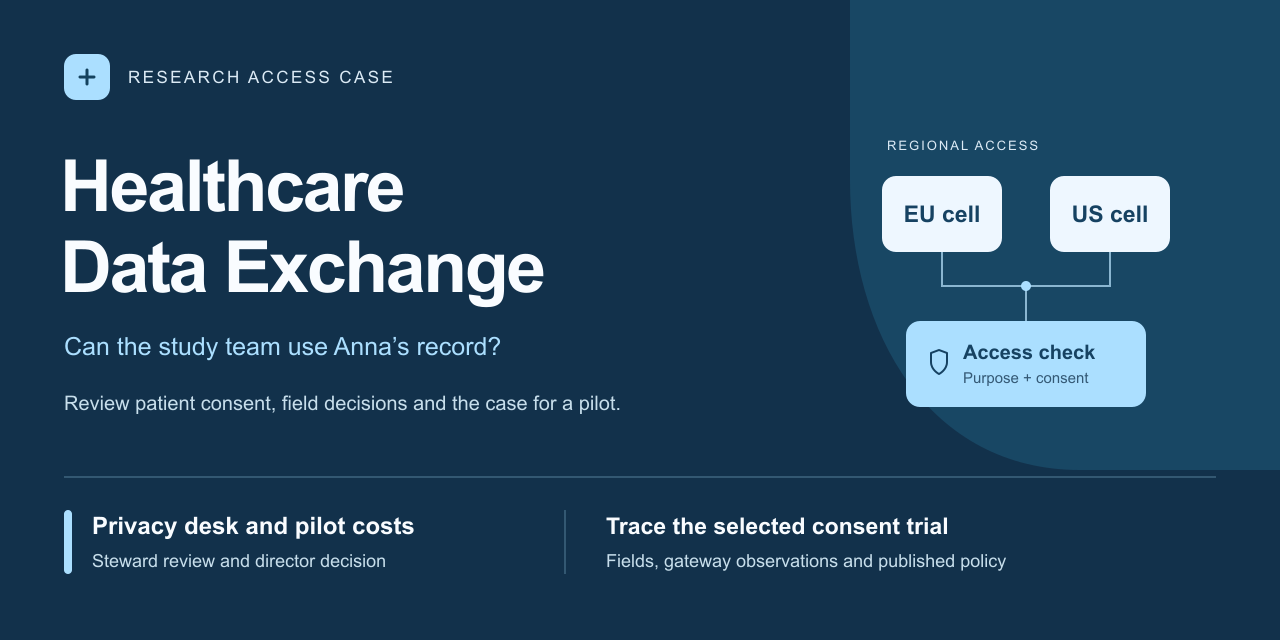 RESEARCH ACCESS CASE
Healthcare
Data Exchange
Can the study team use Anna’s record?
Review patient consent, field decisions and the case for a pilot.
REGIONAL ACCESS
EU cell
US cell
Access check
Purpose + consent
Privacy desk and pilot costs
Steward review and director decision
Trace the selected consent trial
Fields, gateway observations and published policy